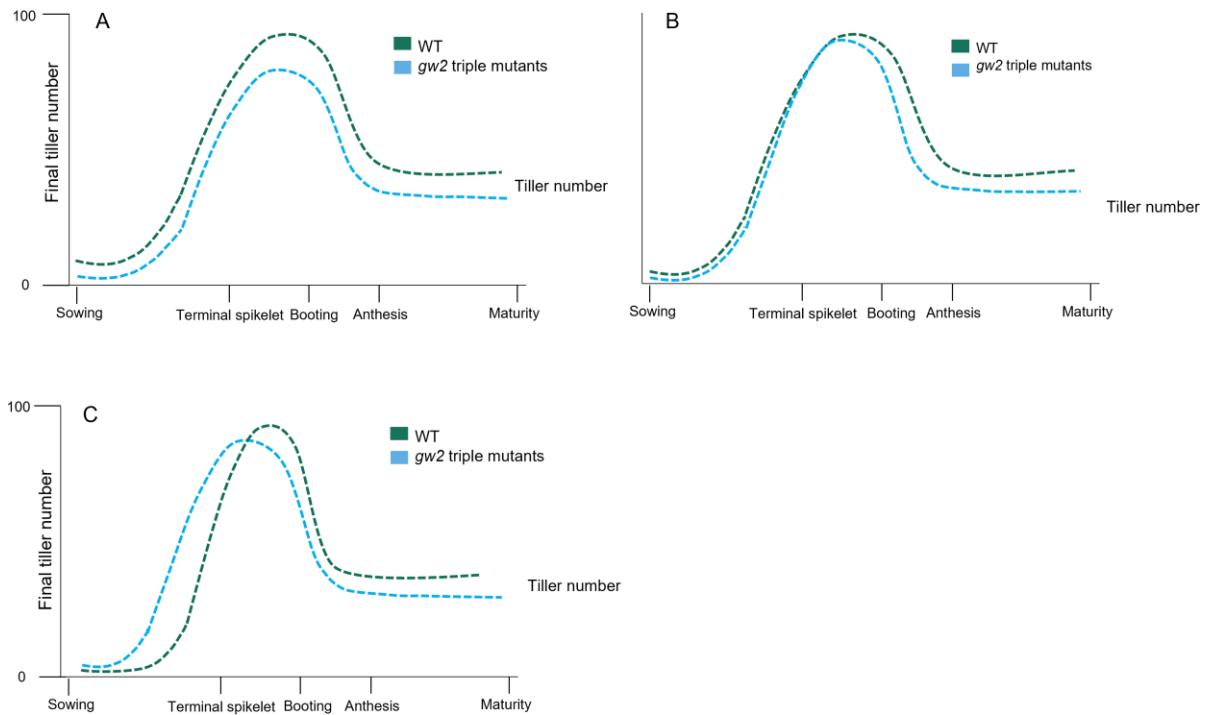 100
A
WT
gw2 triple mutants
Final tiller number
Tiller number
0
Sowing
Terminal spikelet
Booting
Anthesis
Maturity
B
WT
gw2 triple mutants
Tiller number
Sowing
Terminal spikelet
Booting
Anthesis
Maturity
100
C
WT
gw2 triple mutants
Final tiller number
Tiller number
0
Sowing
Terminal spikelet
Booting
Anthesis
Maturity